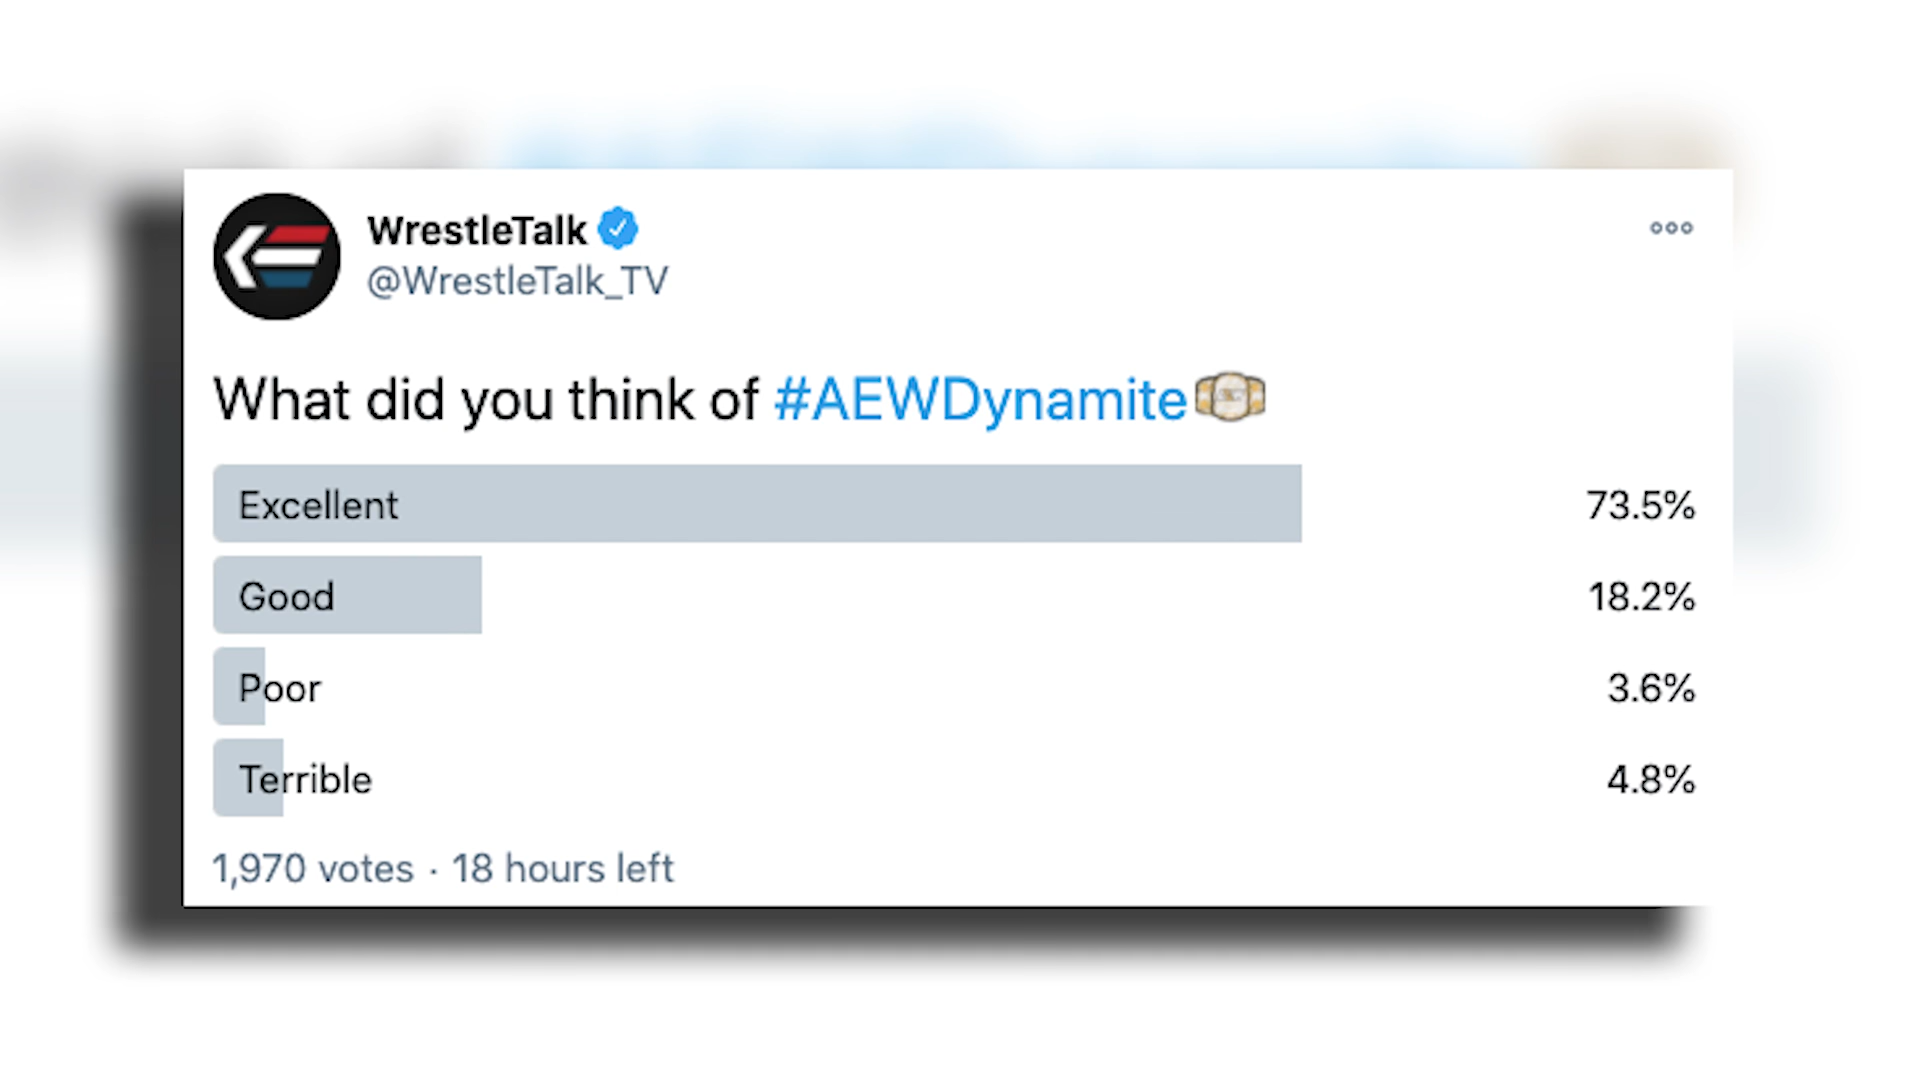 WrestleTalk
@WrestleTalk_TV
What did you think of #AEWDynamite
Excellent 73.5%
Good 18.2%
Poor 3.6%
Terrible 4.8%
1,970 votes · 18 hours left